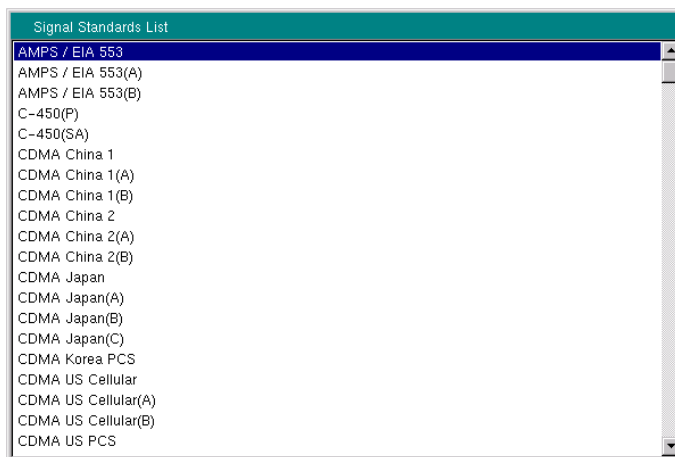 Signal Standards List
AMPS / EIA 553
AMPS / EIA 553(A)
AMPS / EIA 553(B)
C-450(P)
C-450(SA)
CDMA China 1
CDMA China 1(A)
CDMA China 1(B)
CDMA China 2
CDMA China 2(A)
CDMA China 2(B)
CDMA Japan
CDMA Japan(A)
CDMA Japan(B)
CDMA Japan(C)
CDMA Korea PCS
CDMA US Cellular
CDMA US Cellular(A)
CDMA US Cellular(B)
CDMA US PCS